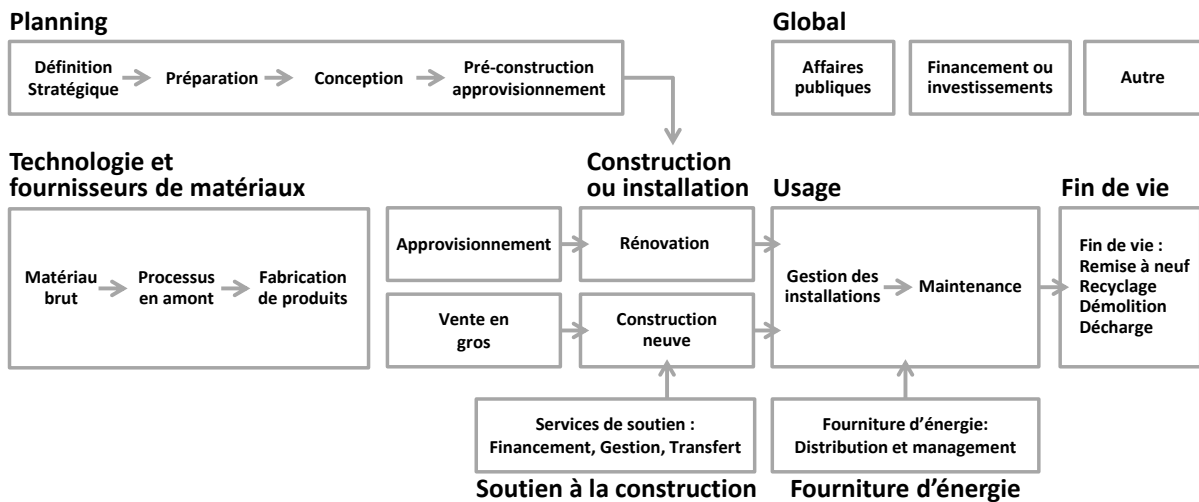 Planning
Global
Définition
Stratégique
Préparation
Conception
Pré-construction
approvisionnement
Affaires
publiques
Financement ou
investissements
Autre
Technologie et
fournisseurs de matériaux
Construction
ou installation
Usage
Fin de vie
Matériau
brut
Processus
en amont
Fabrication
de produits
Approvisionnement
Rénovation
Vente en
gros
Construction
neuve
Gestion des
installations
Maintenance
Fin de vie :
Remise à neuf
Recyclage
Démolition
Décharge
Services de soutien :
Financement, Gestion, Transfert
Fourniture d’énergie:
Distribution et management
Soutien à la construction
Fourniture d’énergie